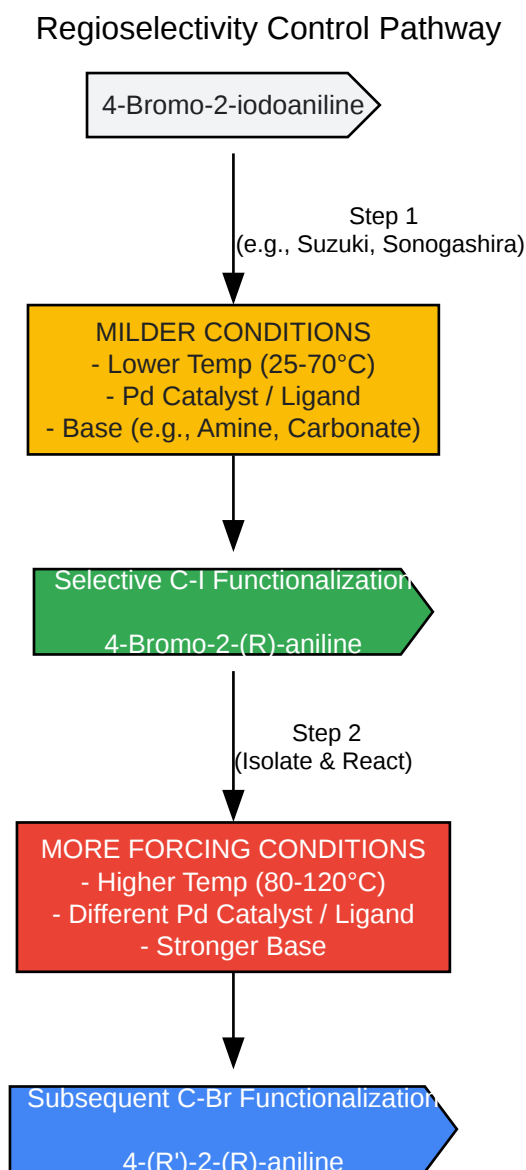 Regioselectivity Control Pathway
4-Bromo-2-iodoaniline
Step 1
(e.g., Suzuki, Sonogashira)
MILDER CONDITIONS
- Lower Temp (25-70°C)
- Pd Catalyst / Ligand
- Base (e.g., Amine, Carbonate)
Selective C-I Functionalization
4-Bromo-2-(R)-aniline
Step 2
(Isolate & React)
MORE FORCING CONDITIONS
- Higher Temp (80-120°C)
- Different Pd Catalyst / Ligand
- Stronger Base
Subsequent C-Br Functionalization
4-(R')-2-(R)-aniline